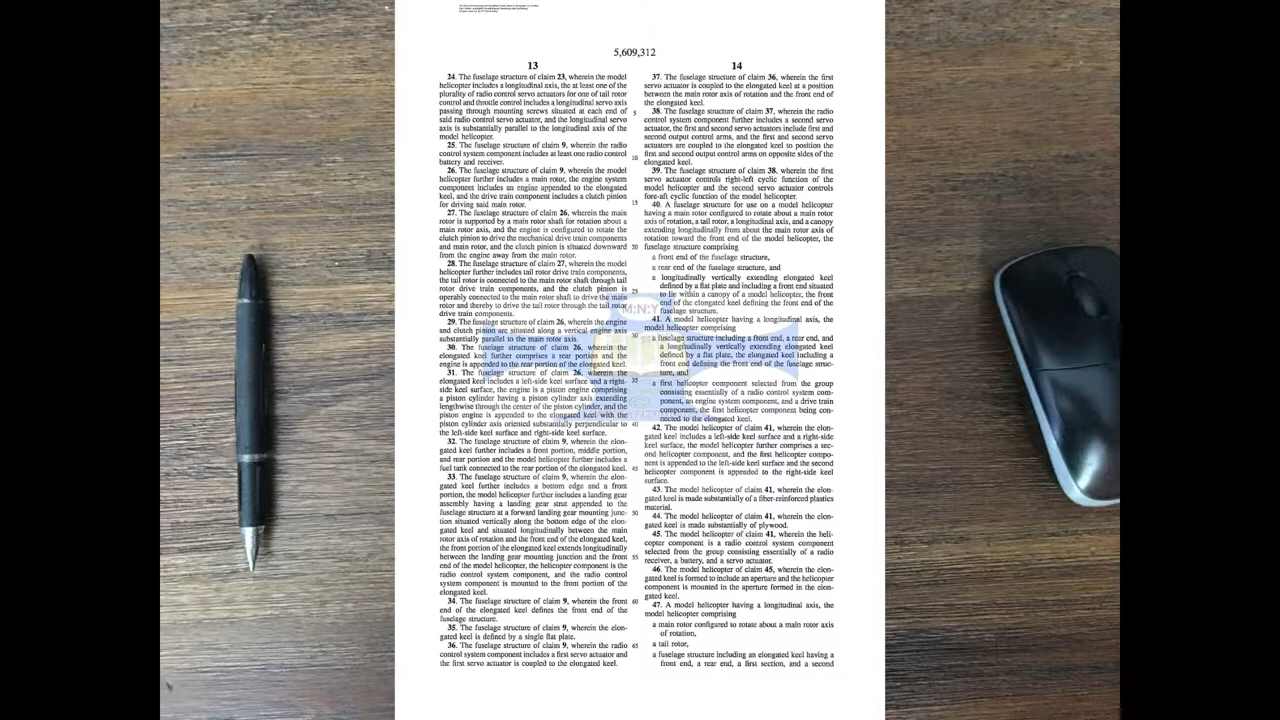 5,609,312
13
24. The fuselage structure of claim 23, wherein the model
helicopter includes a longitudinal axis, the at least one of the
plurality of radio control servo actuators for one of tail rotor
control and throttle control includes a longitudinal servo axis
passing through mounting screws situated at each end of
said radio control servo actuator, and the longitudinal servo
axis is substantially parallel to the longitudinal axis of the
model helicopter.
25. The fuselage structure of claim 9, wherein the radio
control system component includes at least one radio control
battery and receiver.
26. The fuselage structure of claim 9, wherein the model
helicopter further includes a main rotor, the engine system
component includes an engine appended to the elongated
keel, and the drive train component includes a clutch pinion
for driving said main rotor.
27. The fuselage structure of claim 26, wherein the main
rotor is supported by a main rotor shaft for rotation about a
main rotor axis, and the engine is configured to rotate the
clutch pinion to drive the mechanical drive train components
and main rotor, and the clutch pinion is situated downward
from the engine away from the main rotor.
28. The fuselage structure of claim 27, wherein the model
helicopter further includes tail rotor drive train components,
the tail rotor is connected to the main rotor shaft through tail
rotor drive train components, and the clutch pinion is
operably connected to the main rotor shaft to drive the main
rotor and thereby to drive the tail rotor through the tail rotor
drive train components.
29. The fuselage structure of claim 26, wherein the engine
and clutch pinion are situated along a vertical engine axis
substantially parallel to the main rotor axis.
30. The fuselage structure of claim 26, wherein the
elongated keel further comprises a rear portion and the
engine is appended to the rear portion of the elongated keel.
31. The fuselage structure of claim 26, wherein the
elongated keel includes a left-side keel surface and a right-
side keel surface, the engine is a piston engine comprising
a piston cylinder having a piston cylinder axis extending
lengthwise through the center of the piston cylinder, and the
piston engine is appended to the elongated keel with the
piston cylinder axis oriented substantially perpendicular to
the left-side keel surface and right-side keel surface.
32. The fuselage structure of claim 9, wherein the elon-
gated keel further includes a front portion, middle portion,
and rear portion and the model helicopter further includes a
fuel tank connected to the rear portion of the elongated keel.
33. The fuselage structure of claim 9, wherein the elon-
gated keel further includes a bottom edge and a front
portion, the model helicopter further includes a landing gear
assembly having a landing gear strut appended to the
fuselage structure at a forward landing gear mounting junc-
tion situated vertically along the bottom edge of the elon-
gated keel and situated longitudinally between the main
rotor axis of rotation and the front end of the elongated keel,
the front portion of the elongated keel extends longitudinally
between the landing gear mounting junction and the front
end of the model helicopter, the helicopter component is the
radio control system component, and the radio control
system component is mounted to the front portion of the
elongated keel.
34. The fuselage structure of claim 9, wherein the front
end of the elongated keel defines the front end of the
fuselage structure.
35. The fuselage structure of claim 9, wherein the elon-
gated keel is defined by a single flat plate.
36. The fuselage structure of claim 9, wherein the radio
control system component includes a first servo actuator and
the first servo actuator is coupled to the elongated keel.
5
10
15
20
25
30
35
40
45
50
55
60
65
14
37. The fuselage structure of claim 36, wherein the first
servo actuator is coupled to the elongated keel at a position
between the main rotor axis of rotation and the front end of
the elongated keel.
38. The fuselage structure of claim 37, wherein the radio
control system component further includes a second servo
actuator, the first and second servo actuators include first and
second output control arms, and the first and second servo
actuators are coupled to the elongated keel to position the
first and second output control arms on opposite sides of the
elongated keel.
39. The fuselage structure of claim 38, wherein the first
servo actuator controls right-left cyclic function of the
model helicopter and the second servo actuator controls
fore-aft cyclic function of the model helicopter.
40. A fuselage structure for use on a model helicopter
having a main rotor configured to rotate about a main rotor
axis of rotation, a tail rotor, a longitudinal axis, and a canopy
extending longitudinally from about the main rotor axis of
rotation toward the front end of the model helicopter, the
fuselage structure comprising
a front end of the fuselage structure,
a rear end of the fuselage structure, and
a longitudinally vertically extending elongated keel
defined by a flat plate and including a front end situated
to lie within a canopy of a model helicopter, the front
end of the elongated keel defining the front end of the
fuselage structure.
41. A model helicopter having a longitudinal axis, the
model helicopter comprising
a fuselage structure including a front end, a rear end, and
a longitudinally vertically extending elongated keel
defined by a flat plate, the elongated keel including a
front end defining the front end of the fuselage struc-
ture, and
a first helicopter component selected from the group
consisting essentially of a radio control system com-
ponent, an engine system component, and a drive train
component, the first helicopter component being con-
nected to the elongated keel.
42. The model helicopter of claim 41, wherein the elon-
gated keel includes a left-side keel surface and a right-side
keel surface, the model helicopter further comprises a sec-
ond helicopter component, and the first helicopter compo-
nent is appended to the left-side keel surface and the second
helicopter component is appended to the right-side keel
surface.
43. The model helicopter of claim 41, wherein the elon-
gated keel is made substantially of a fiber-reinforced plastics
material.
44. The model helicopter of claim 41, wherein the elon-
gated keel is made substantially of plywood.
45. The model helicopter of claim 41, wherein the heli-
copter component is a radio control system component
selected from the group consisting essentially of a radio
receiver, a battery, and a servo actuator.
46. The model helicopter of claim 45, wherein the elon-
gated keel is formed to include an aperture and the helicopter
component is mounted in the aperture formed in the elon-
gated keel.
47. A model helicopter having a longitudinal axis, the
model helicopter comprising
a main rotor configured to rotate about a main rotor axis
of rotation,
a tail rotor,
a fuselage structure including an elongated keel having a
front end, a rear end, a first section, and a second
M:N:Y